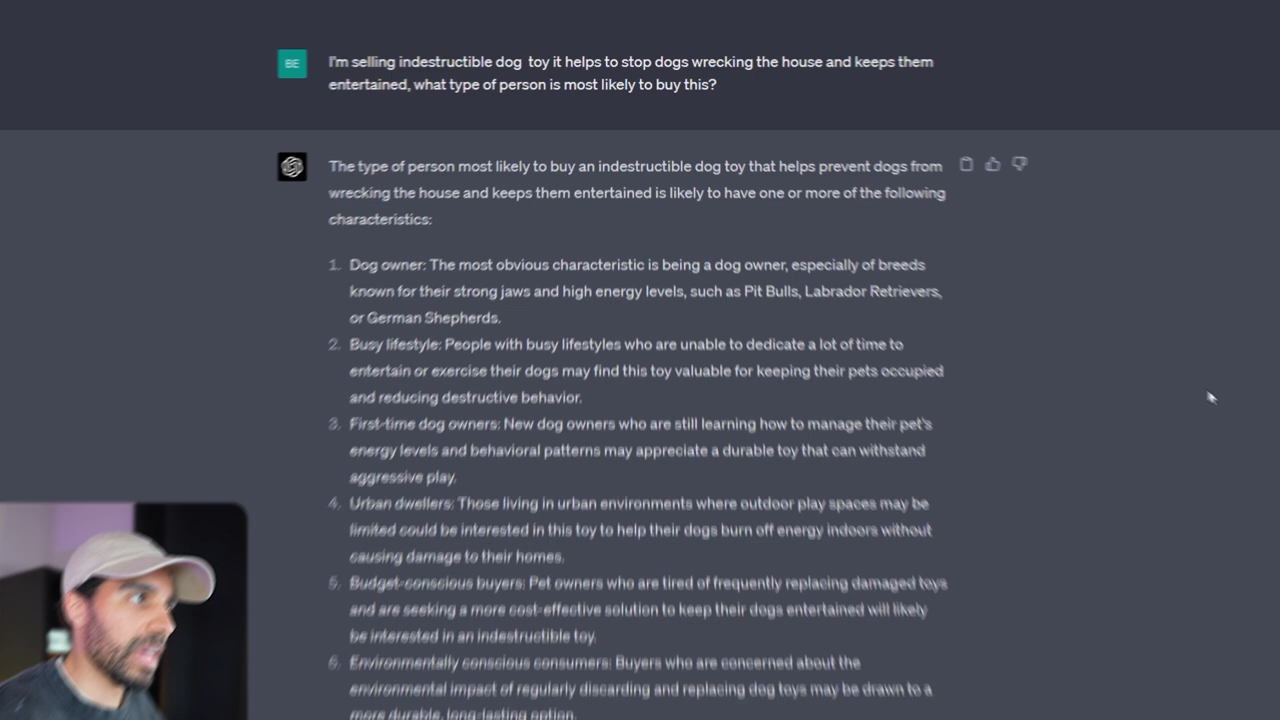 BE
I'm selling indestructible dog toy it helps to stop dogs wrecking the house and keeps them
entertained, what type of person is most likely to buy this?
The type of person most likely to buy an indestructible dog toy that helps prevent dogs from
wrecking the house and keeps them entertained is likely to have one or more of the following
characteristics:
1. Dog owner: The most obvious characteristic is being a dog owner, especially of breeds
known for their strong jaws and high energy levels, such as Pit Bulls, Labrador Retrievers,
or German Shepherds.
2. Busy lifestyle: People with busy lifestyles who are unable to dedicate a lot of time to
entertain or exercise their dogs may find this toy valuable for keeping their pets occupied
and reducing destructive behavior.
3. First-time dog owners: New dog owners who are still learning how to manage their pet's
energy levels and behavioral patterns may appreciate a durable toy that can withstand
aggressive play.
4. Urban dwellers: Those living in urban environments where outdoor play spaces may be
limited could be interested in this toy to help their dogs burn off energy indoors without
causing damage to their homes.
5. Budget-conscious buyers: Pet owners who are tired of frequently replacing damaged toys
and are seeking a more cost-effective solution to keep their dogs entertained will likely
be interested in an indestructible toy.
6. Environmentally conscious consumers: Buyers who are concerned about the
environmental impact of regularly discarding and replacing dog toys may be drawn to a
more durable, long-lasting option.